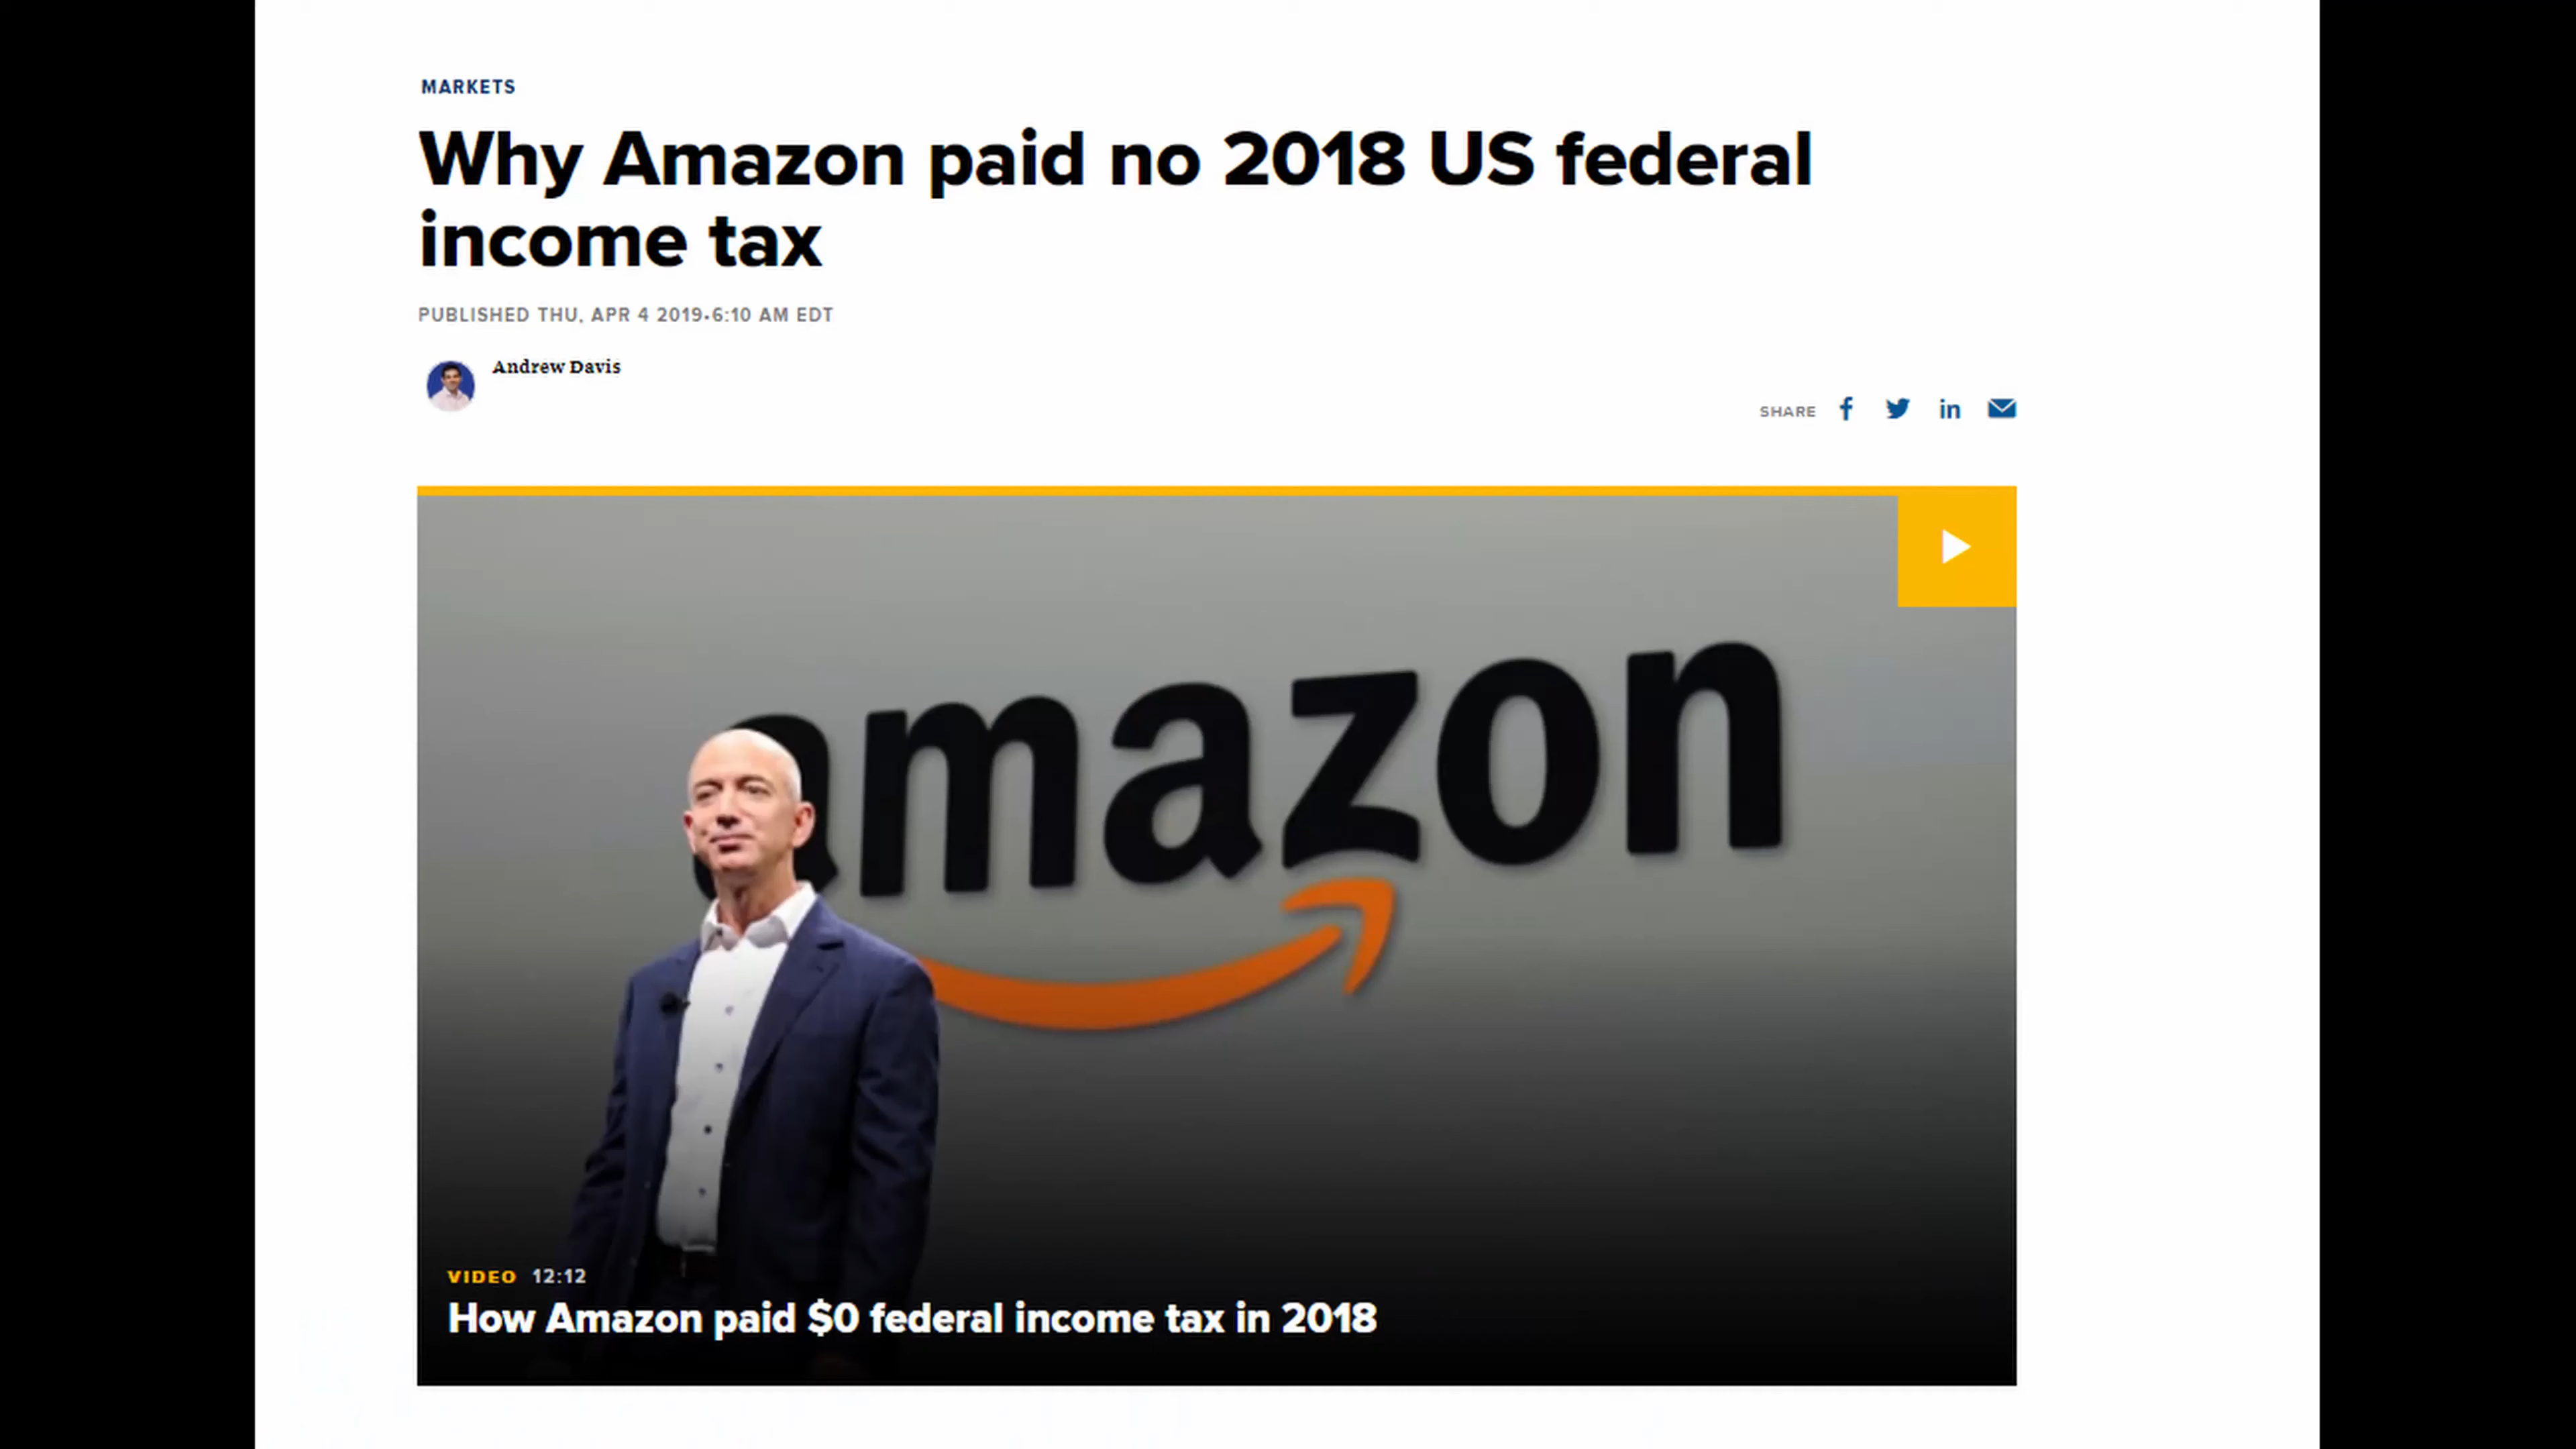 MARKETS
Why Amazon paid no 2018 US federal
income tax
PUBLISHED THU, APR 4 2019•6:10 AM EDT
Andrew Davis
SHARE f in
amazon
VIDEO 12:12
How Amazon paid $0 federal income tax in 2018